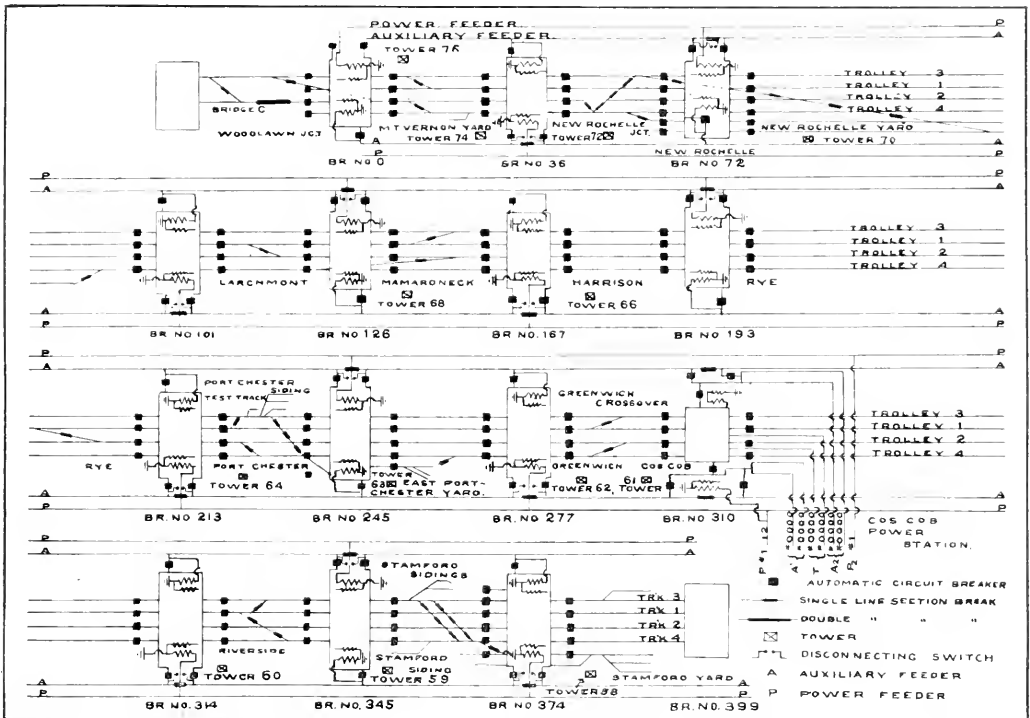 POWER FEEDER P
AUXILIARY FEEDER A
TOWER 76
TROLLEY 3
TROLLEY 1
TROLLEY 2
TROLLEY 4
BRIDGE C
WOODLAWN JCT.
MT VERNON YARD
TOWER 74
TOWER 72
NEW ROCHELLE
JCT.
NEW ROCHELLE
NEW ROCHELLE YARD
TOWER 70
A A
P P
BR NO 0
BR NO 36
BR NO 72
P P
A A
TROLLEY 3
TROLLEY 1
TROLLEY 2
TROLLEY 4
LARCHMONT
MAMARONECK
TOWER 68
HARRISON
TOWER 66
RYE
A A
P P
BR NO 101
BR NO 126
BR NO. 167
BR NO 193
P P
A A
PORT CHESTER
SIDING
TEST TRACK
GREENWICH
CROSSOVER
TROLLEY 3
TROLLEY 1
TROLLEY 2
TROLLEY 4
RYE
PORT CHESTER
TOWER 64
TOWER
63 EAST PORT-
CHESTER YARD.
GREENWICH
TOWER 62,
COS COB
61 TOWER
A A
P P
BR. NO 213
BR NO 245
BR NO 277
BR NO 310
COS COB
POWER
STATION.
P #1 L2
A' T A2 P2 #1
P P
A A
STAMFORD
SIDINGS
TRK 3
TRK 1
TRK 2
TRK 4
RIVERSIDE
TOWER 60
STAMFORD
SIDING
TOWER 59
TOWER 58
STAMFORD YARD
A A
P P
BR NO. 314
BR NO. 345
BR NO 374
BR. NO. 399
AUTOMATIC CIRCUIT BREAKER
SINGLE LINE SECTION BREAK
DOUBLE " " "
TOWER
DISCONNECTING SWITCH
A AUXILIARY FEEDER
P POWER FEEDER